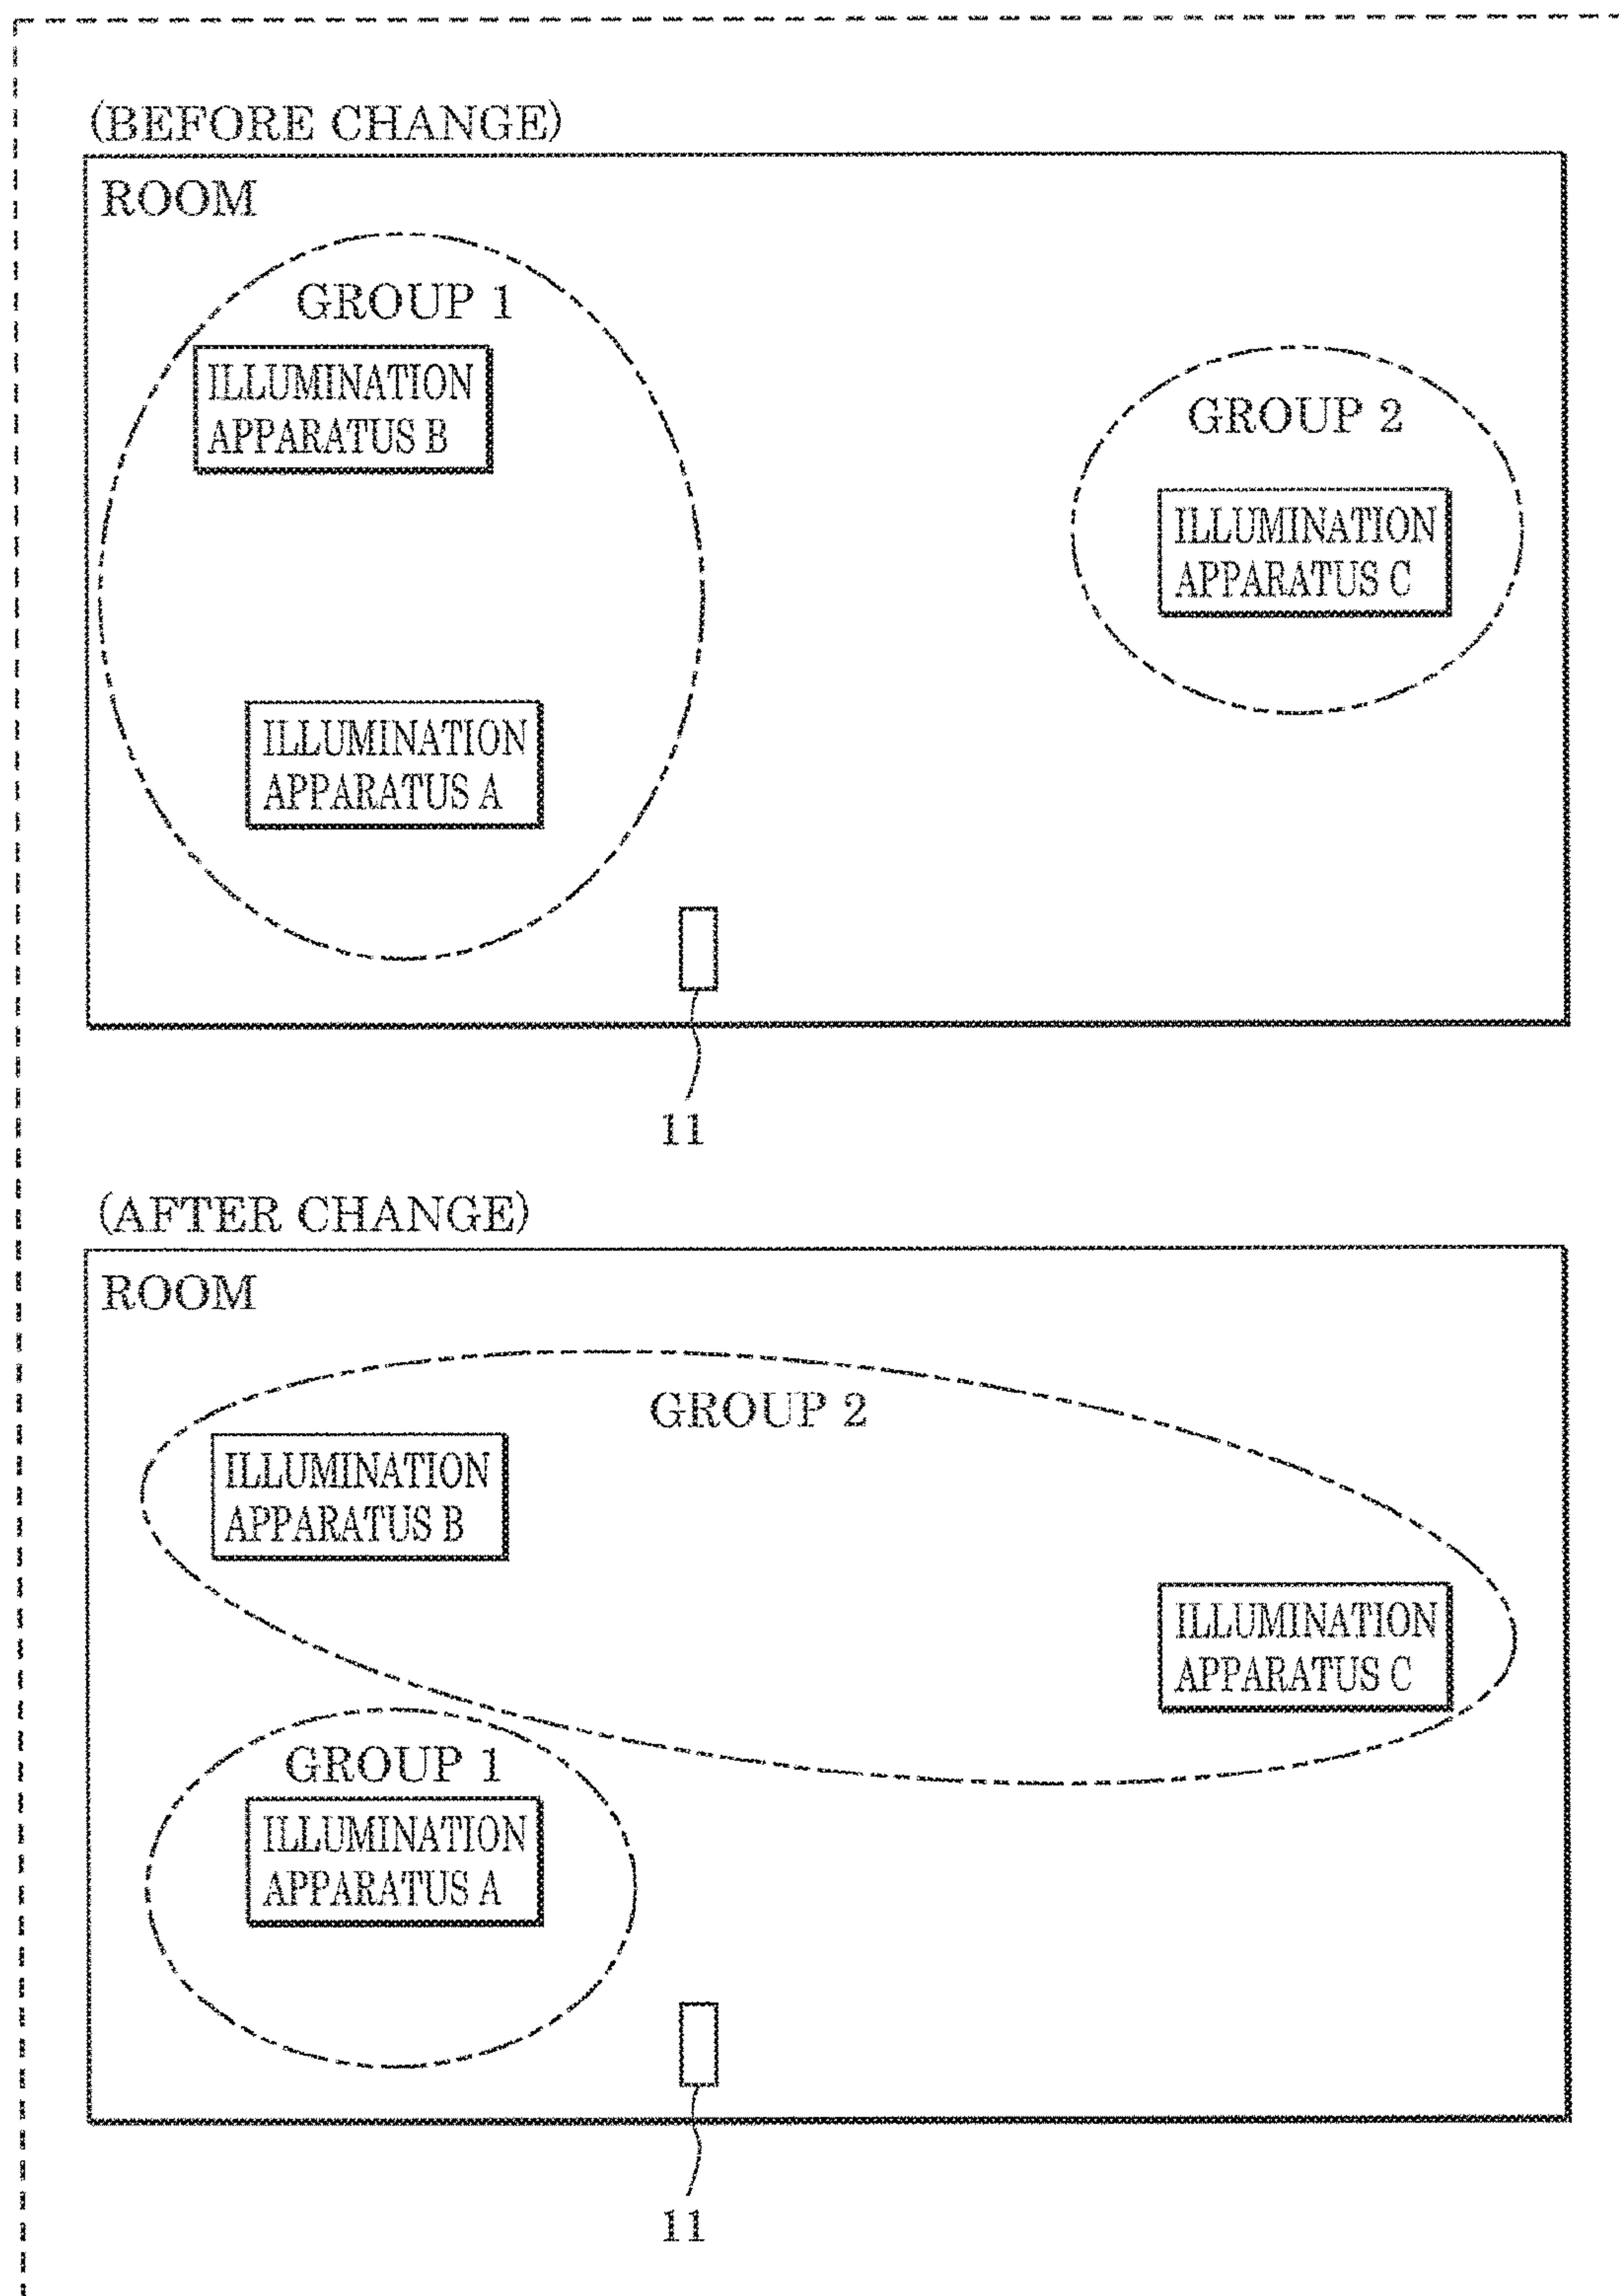 (BEFORE CHANGE)
ROOM
GROUP 1
ILLUMINATION
APPARATUS B
GROUP 2
ILLUMINATION
APPARATUS C
ILLUMINATION
APPARATUS A
11
(AFTER CHANGE)
ROOM
GROUP 2
ILLUMINATION
APPARATUS B
ILLUMINATION
APPARATUS C
GROUP 1
ILLUMINATION
APPARATUS A
11